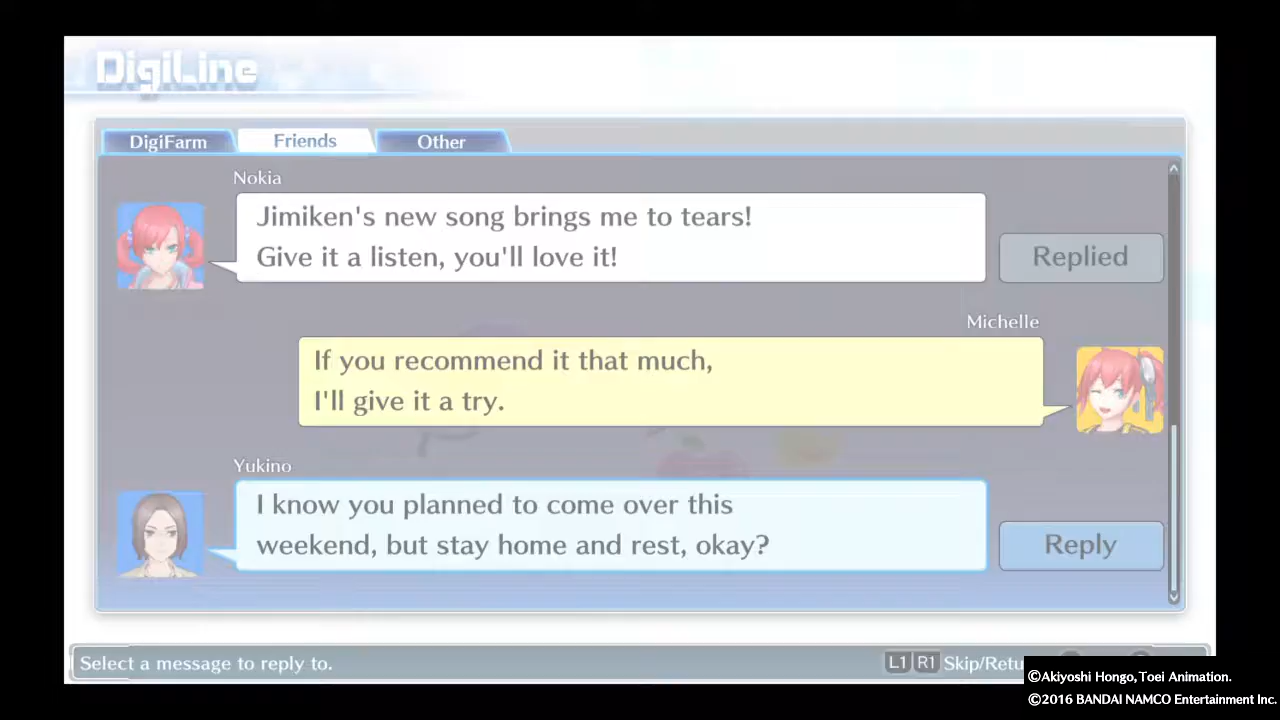 DigiLine
DigiFarm
Friends
Other
Nokia
Jimiken's new song brings me to tears!
Give it a listen, you'll love it!
Replied
Michelle
If you recommend it that much,
I'll give it a try.
Yukino
I know you planned to come over this
weekend, but stay home and rest, okay?
Reply
Select a message to reply to.
L1 R1 Skip/Retu
©Akiyoshi Hongo, Toei Animation.
©2016 BANDAI NAMCO Entertainment Inc.